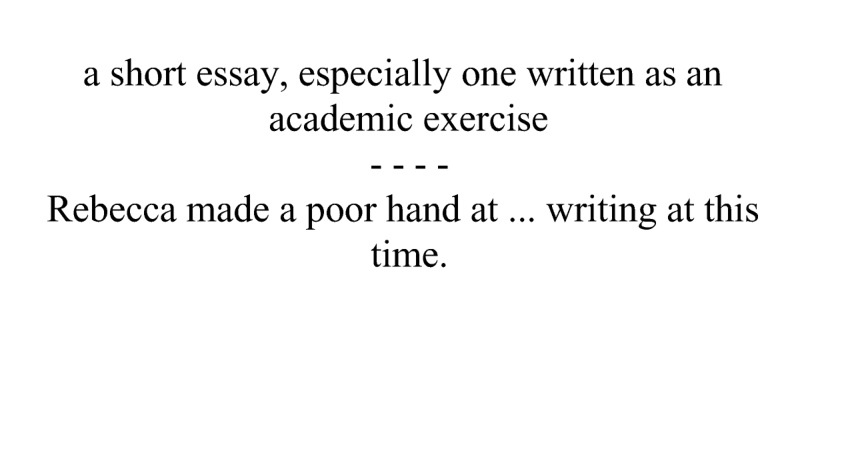 a short essay, especially one written as an
academic exercise
- - - -
Rebecca made a poor hand at ... writing at this
time.